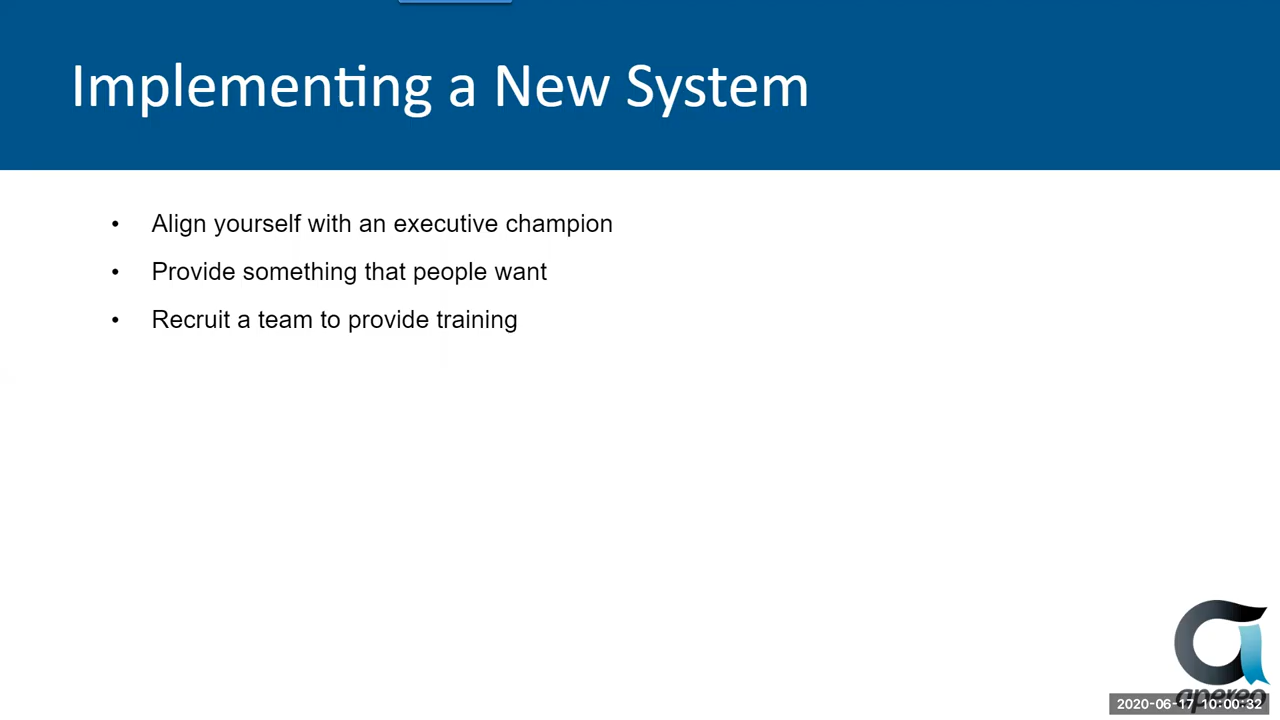 Implementing a New System
• Align yourself with an executive champion
• Provide something that people want
• Recruit a team to provide training
apereo
2020-06-17 10:00:32